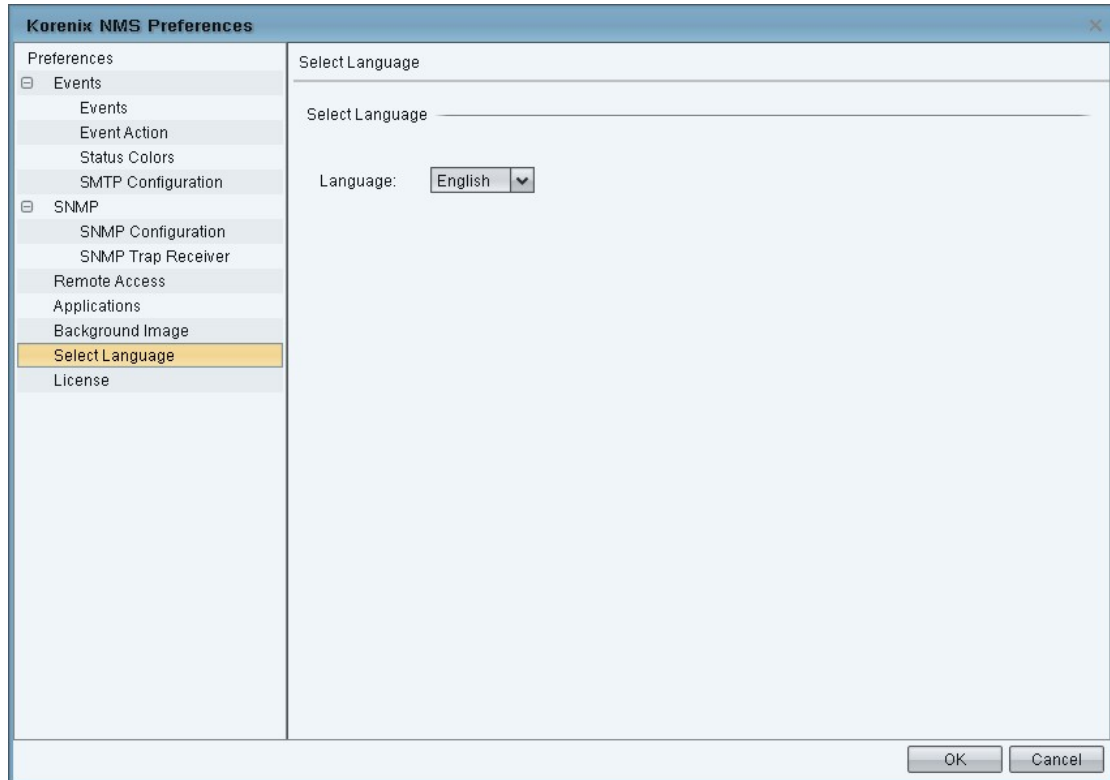 Korenix NMS Preferences
Preferences
Events
Events
Event Action
Status Colors
SMTP Configuration
SNMP
SNMP Configuration
SNMP Trap Receiver
Remote Access
Applications
Background Image
Select Language
License
Select Language
Select Language
Language: English
OK Cancel